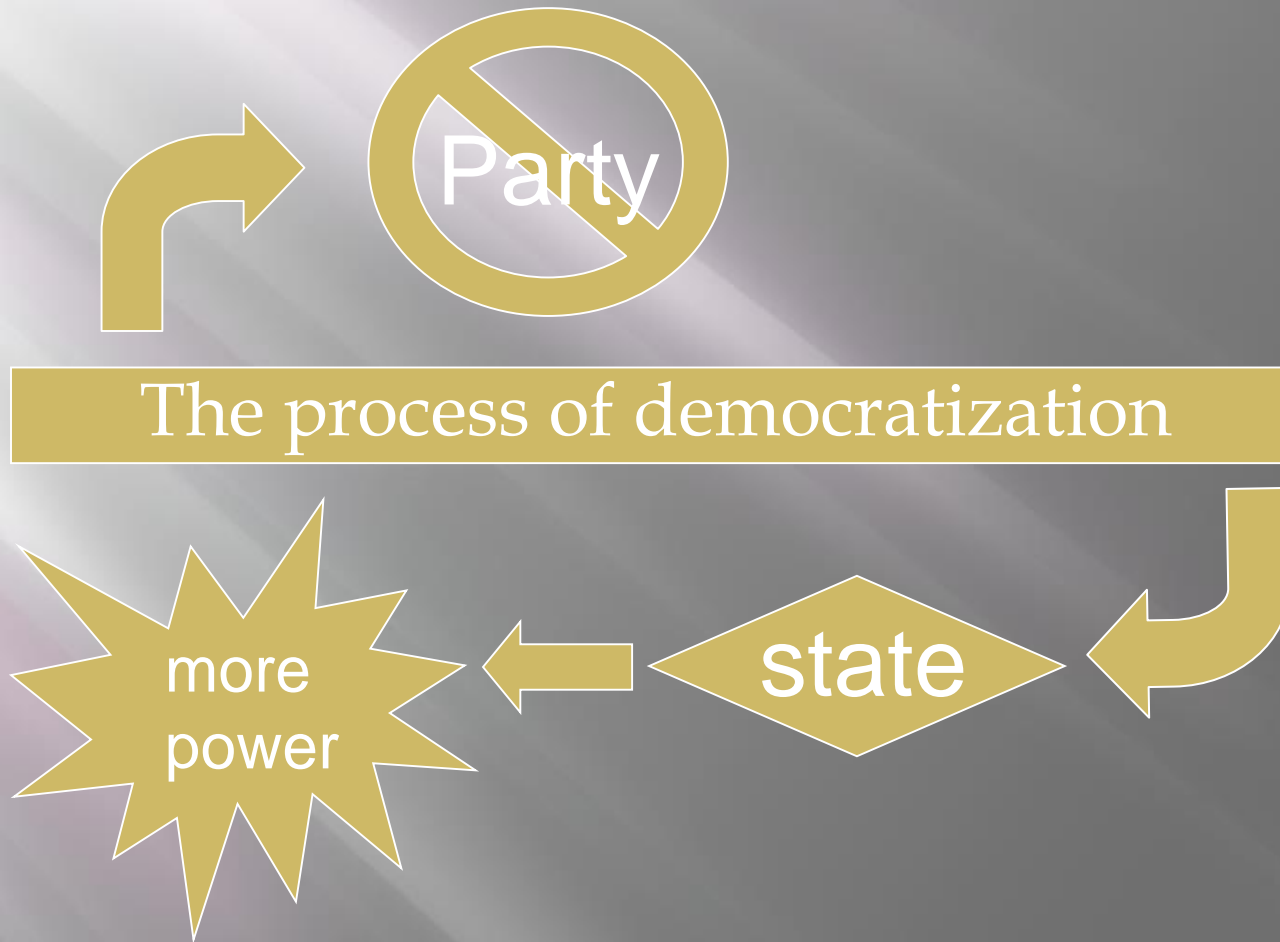 Party
The process of democratization
state
more
power